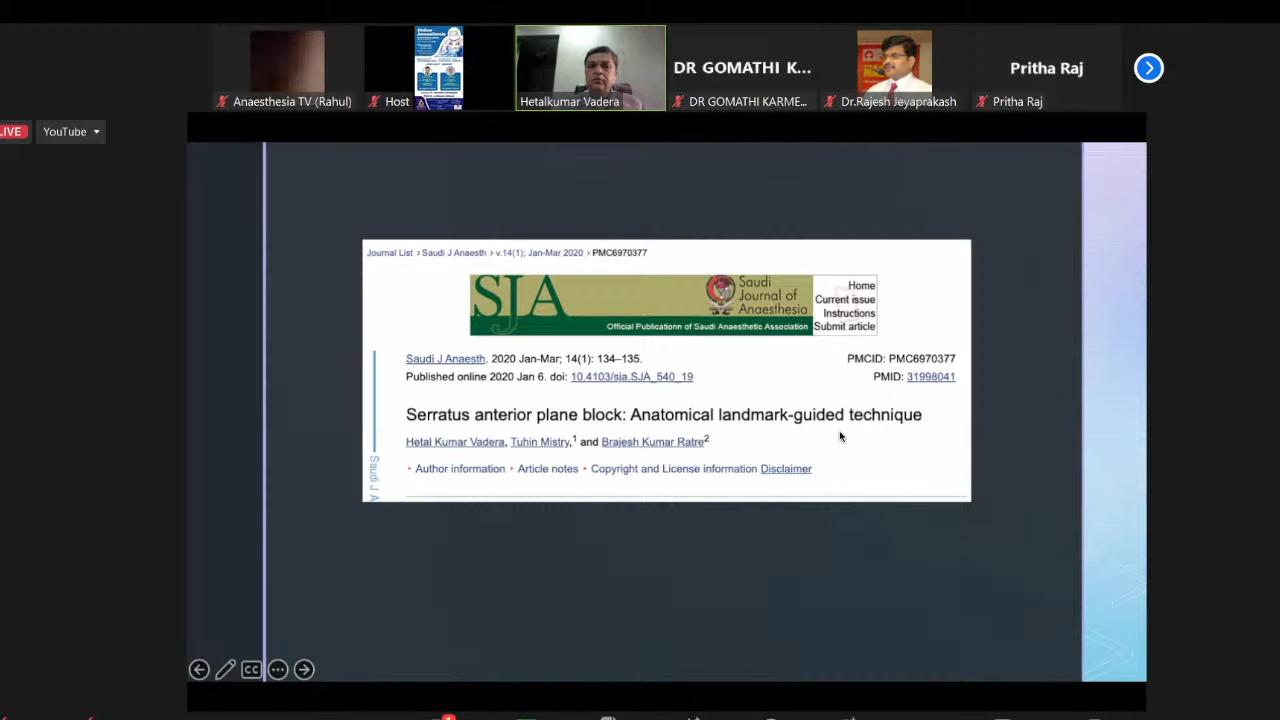 Anaesthesia TV (Rahul)
Host
Hetalkumar Vadera
DR GOMATHI K...
DR GOMATHI KARME...
Dr.Rajesh Jeyaprakash
Pritha Raj
Pritha Raj
LIVE
YouTube
Journal List > Saudi J Anaesth > v.14(1); Jan-Mar 2020 > PMC6970377
SJA
Saudi
Journal of
Anaesthesia
Official Publicationn of Saudi Anaesthetic Association
Home
Current issue
Instructions
Submit article
Saudi J Anaesth. 2020 Jan-Mar; 14(1): 134–135.
PMCID: PMC6970377
Published online 2020 Jan 6. doi: 10.4103/sja.SJA_540_19
PMID: 31998041
Serratus anterior plane block: Anatomical landmark-guided technique
Hetal Kumar Vadera, Tuhin Mistry,1 and Brajesh Kumar Ratre2
• Author information • Article notes • Copyright and License information Disclaimer
Saudi J A
CC